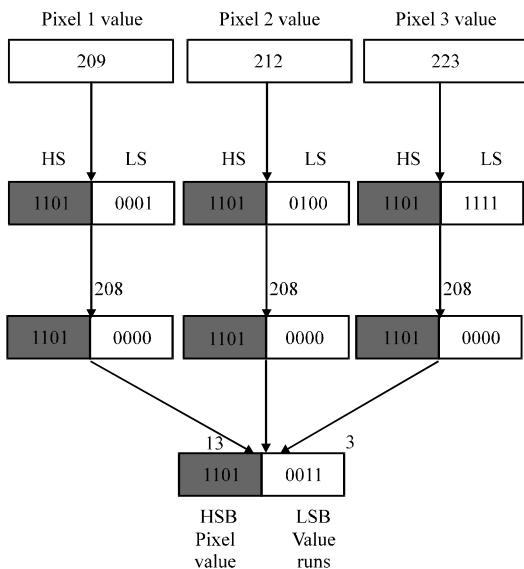 Pixel 1 value Pixel 2 value Pixel 3 value
209 212 223
HS LS HS LS HS LS
1101 0001 1101 0100 1101 1111
208 208 208
1101 0000 1101 0000 1101 0000
13 3
1101 0011
HSB LSB
Pixel Value
value runs